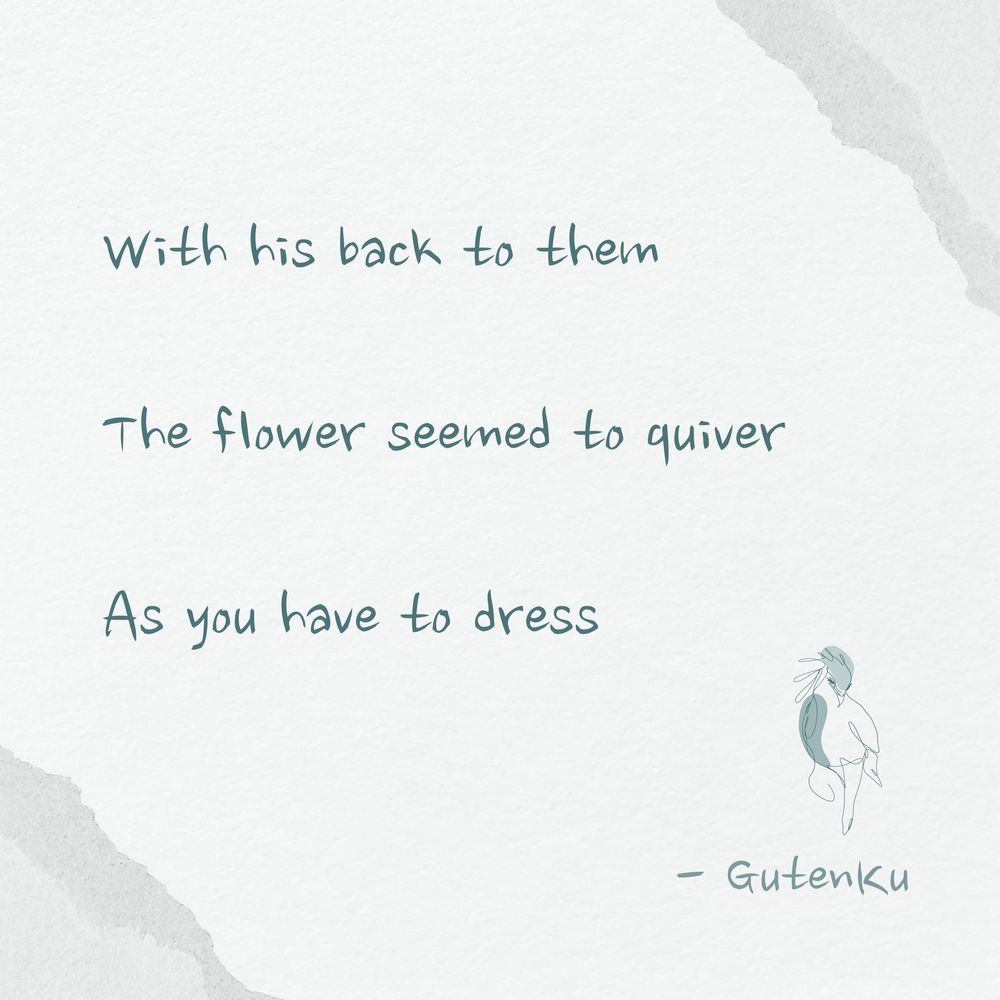 With his back to them
The flower seemed to quiver
As you have to dress
- GutenKu